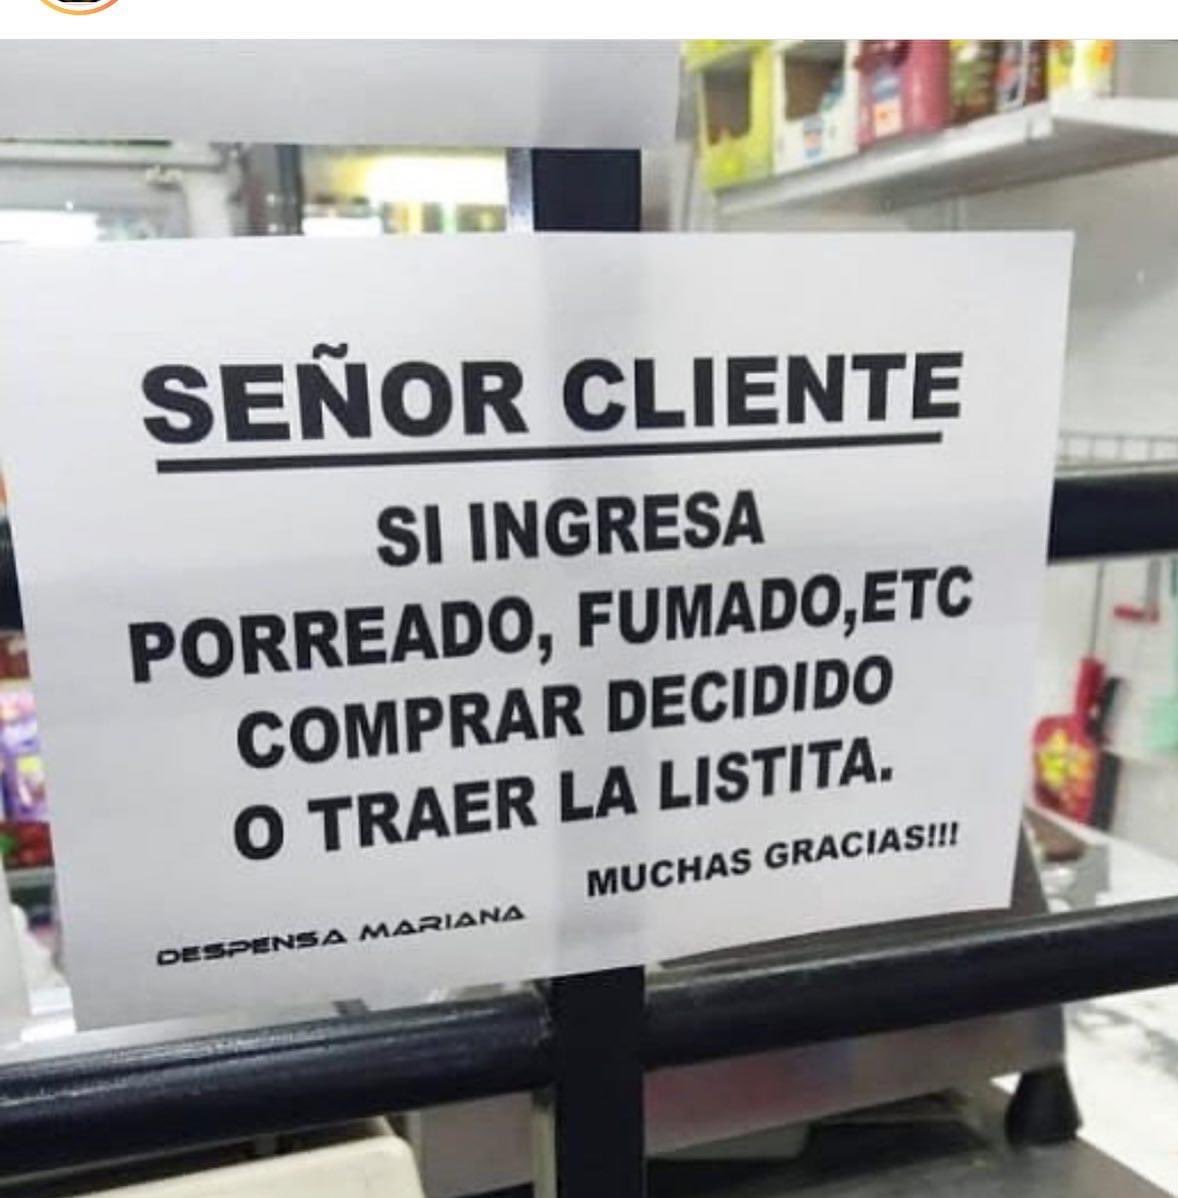 SEÑOR CLIENTE
SI INGRESA
PORREADO, FUMADO,ETC
COMPRAR DECIDIDO
O TRAER LA LISTITA.
MUCHAS GRACIAS!!!
DESPENSA MARIANA